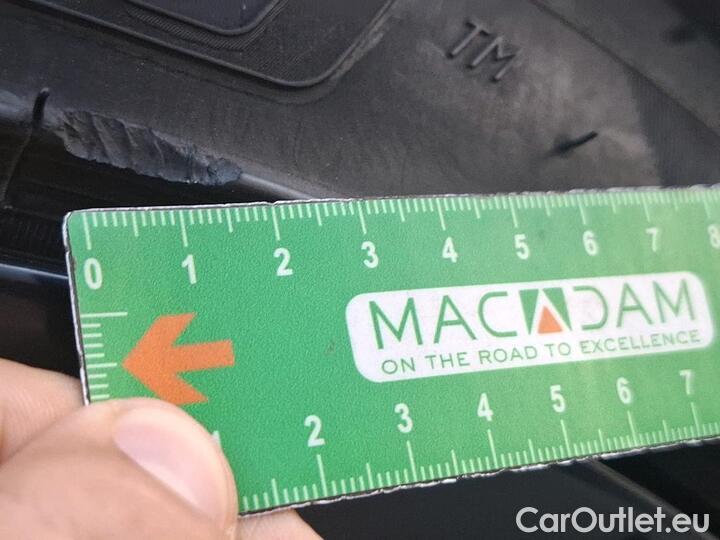 TM
0 1 2 3 4 5 6 7 8
MACADAM
ON THE ROAD TO EXCELLENCE
1 2 3 4 5 6 7
CarOutlet.eu